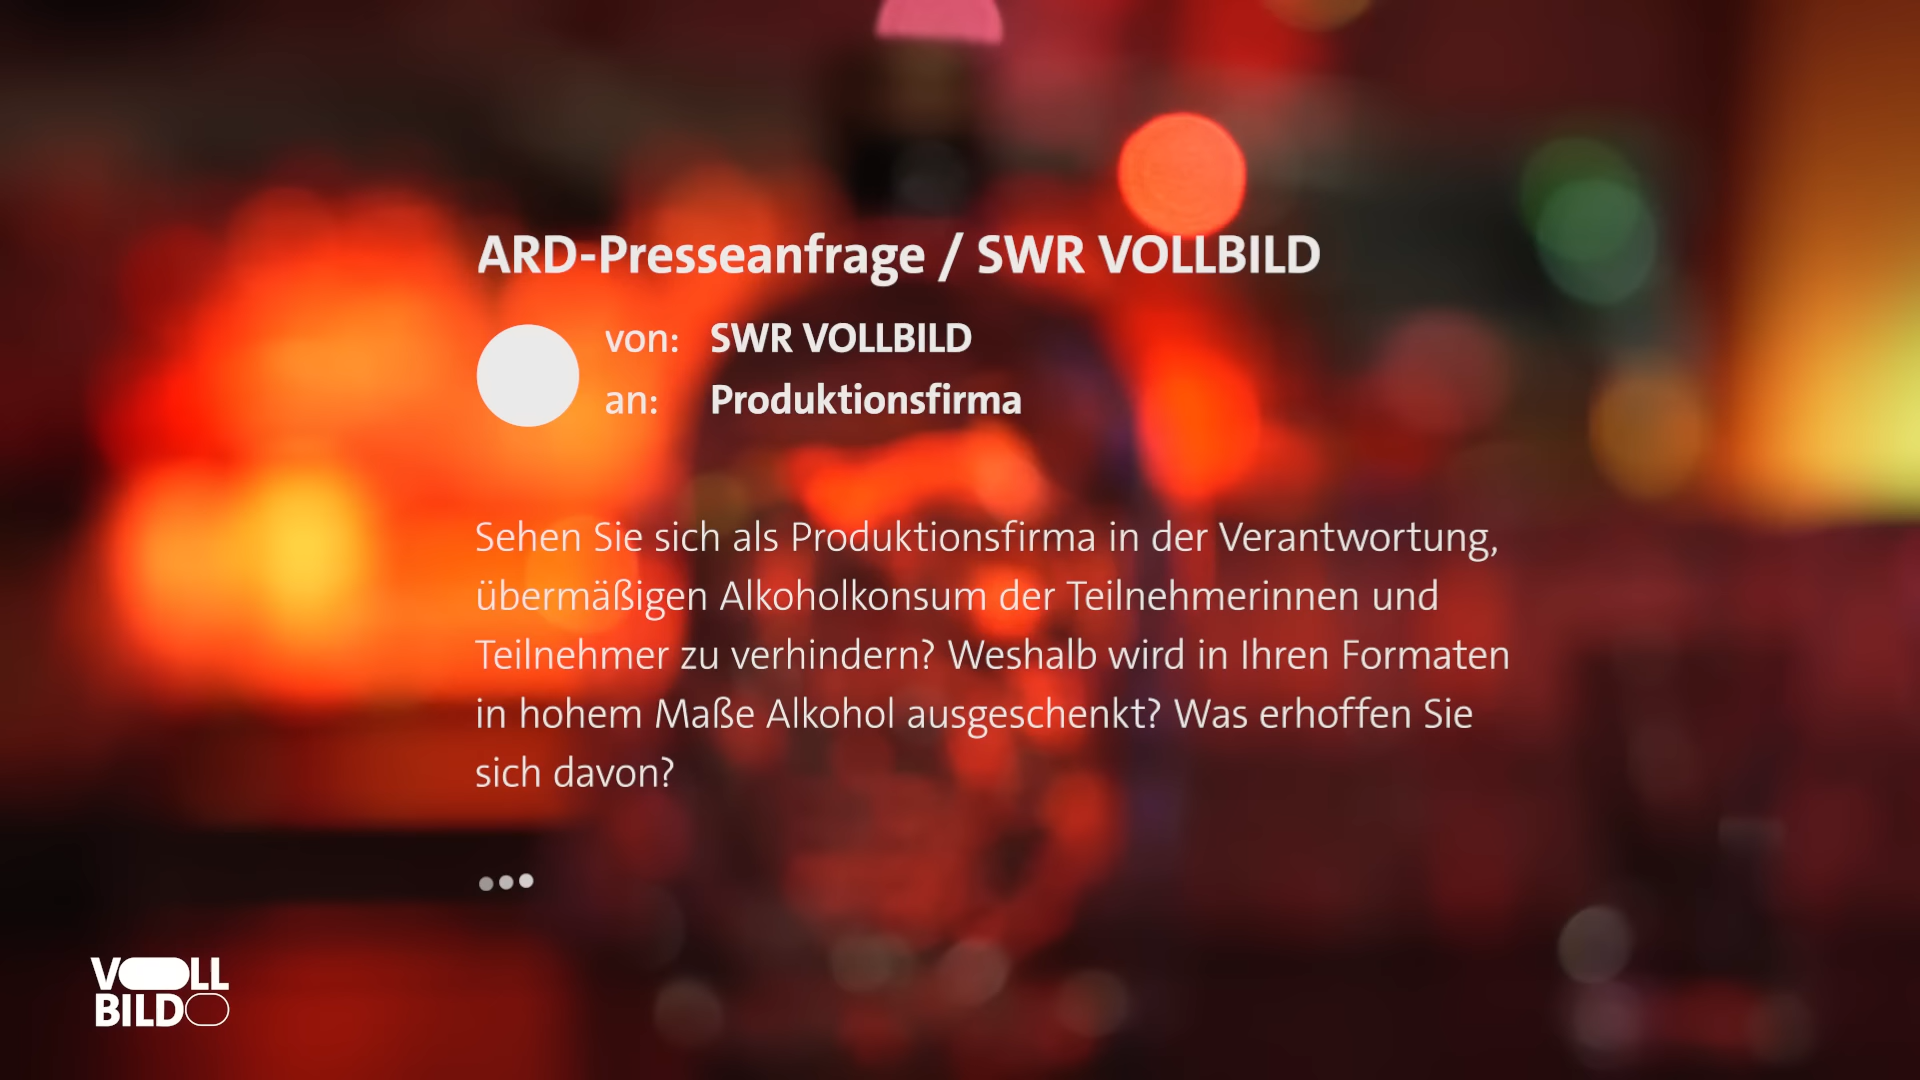 ARD-Presseanfrage / SWR VOLLBILD
von: SWR VOLLBILD
an: Produktionsfirma
Sehen Sie sich als Produktionsfirma in der Verantwortung,
übermäßigen Alkoholkonsum der Teilnehmerinnen und
Teilnehmer zu verhindern? Weshalb wird in Ihren Formaten
in hohem Maße Alkohol ausgeschenkt? Was erhoffen Sie
sich davon?
VOLL
BILD